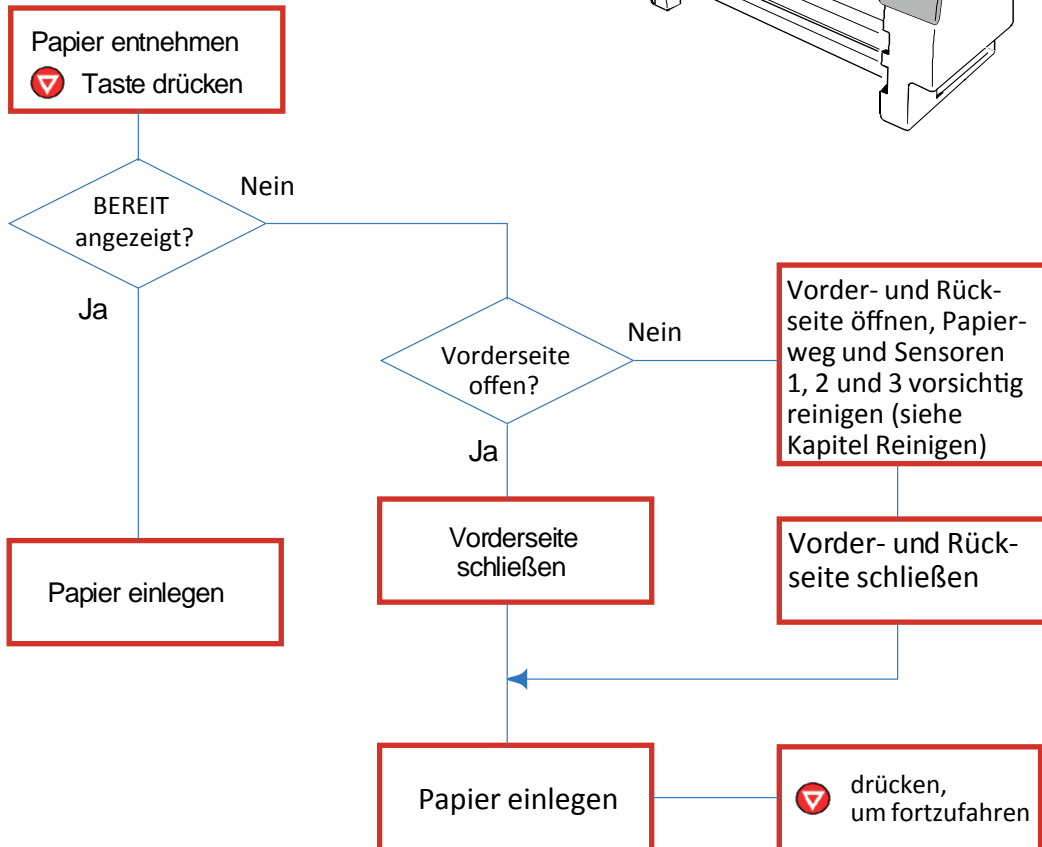 Papier entnehmen
Taste drücken
BEREIT
angezeigt?
Nein
Ja
Papier einlegen
Vorderseite
offen?
Nein
Ja
Vorder- und Rück-
seite öffnen, Papier-
weg und Sensoren
1, 2 und 3 vorsichtig
reinigen (siehe
Kapitel Reinigen)
Vorderseite
schließen
Vorder- und Rück-
seite schließen
Papier einlegen
drücken,
um fortzufahren